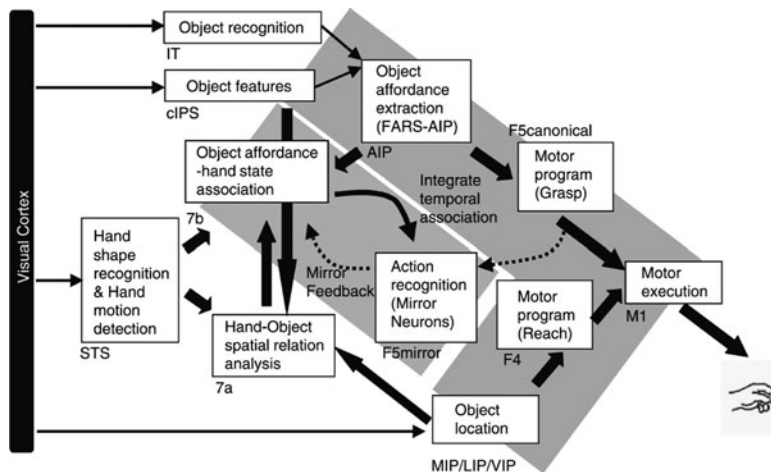 Visual Cortex
Object recognition
IT
Object features
cIPS
Object
affordance
extraction
(FARS-AIP)
AIP
F5canonical
Motor
program
(Grasp)
Object affordance
-hand state
association
7b
Integrate
temporal
association
Hand
shape
recognition
& Hand
motion
detection
STS
Mirror
Feedback
Action
recognition
(Mirror
Neurons)
F5mirror
Motor
program
(Reach)
F4
Motor
execution
M1
Hand-Object
spatial relation
analysis
7a
Object
location
MIP/LIP/VIP